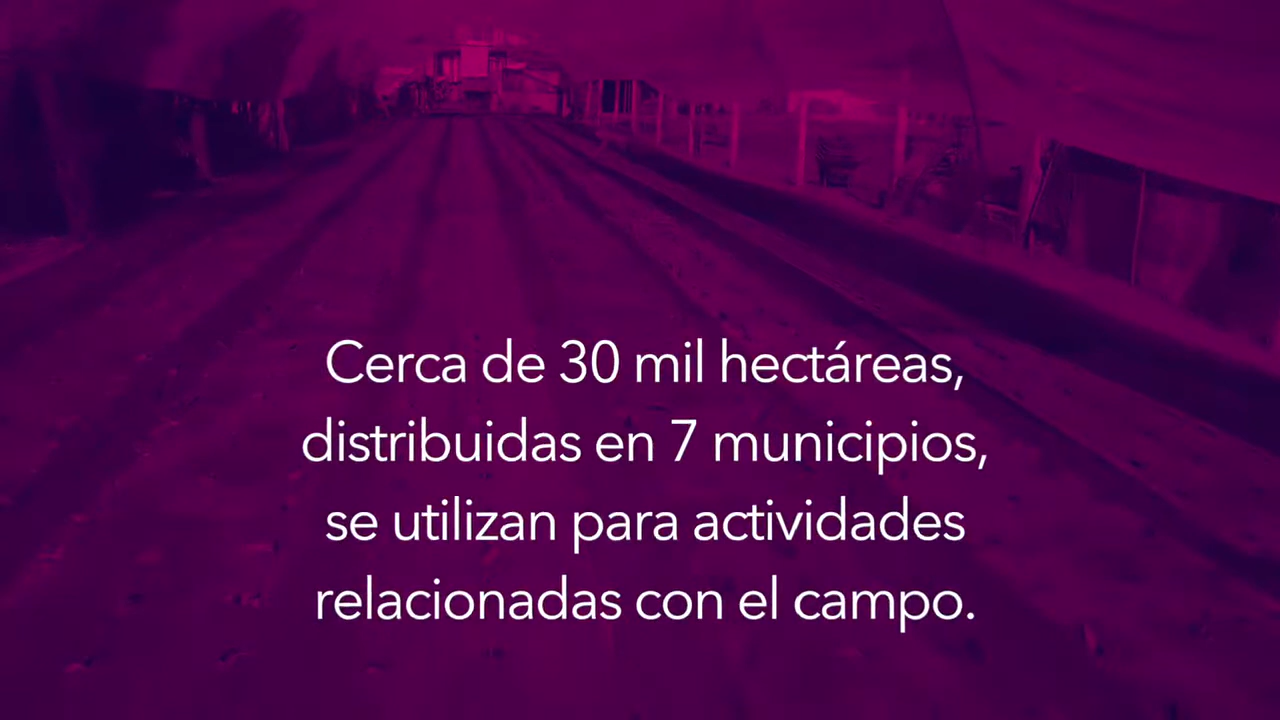 Cerca de 30 mil hectáreas,
distribuidas en 7 municipios,
se utilizan para actividades
relacionadas con el campo.